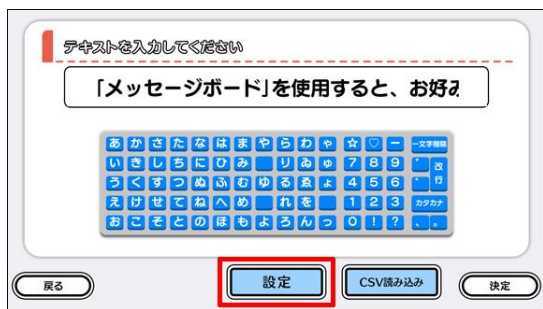 テキストを入力してください
「メッセージボード」を使用すると、お好み
あかさたなはまやらわゃ☆♡ー一文字削除
いきしちにひみ りゐゅ789゛改行
うくすつぬふむゆるゑょ456゜
えけせてねへめ れを 123カタカナ
おこそとのほもよろんっ0!?、。
戻る 設定 CSV読み込み 決定